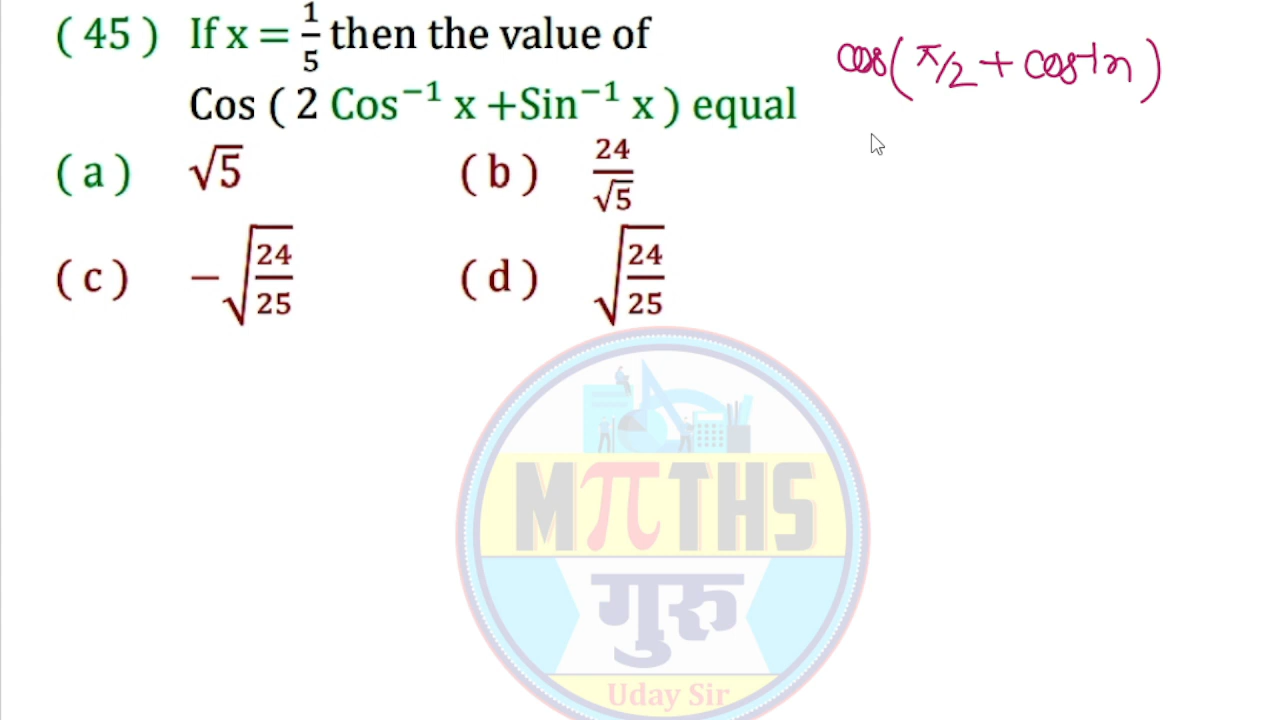 ( 45 ) If x = 1/5 then the value of
Cos ( 2 Cos⁻¹ x +Sin⁻¹ x ) equal
cos( π/2 + cos⁻¹x )
( a ) √5 ( b ) 24/√5
( c ) −√(24/25) ( d ) √(24/25)
MπTHS
गुरु
Uday Sir